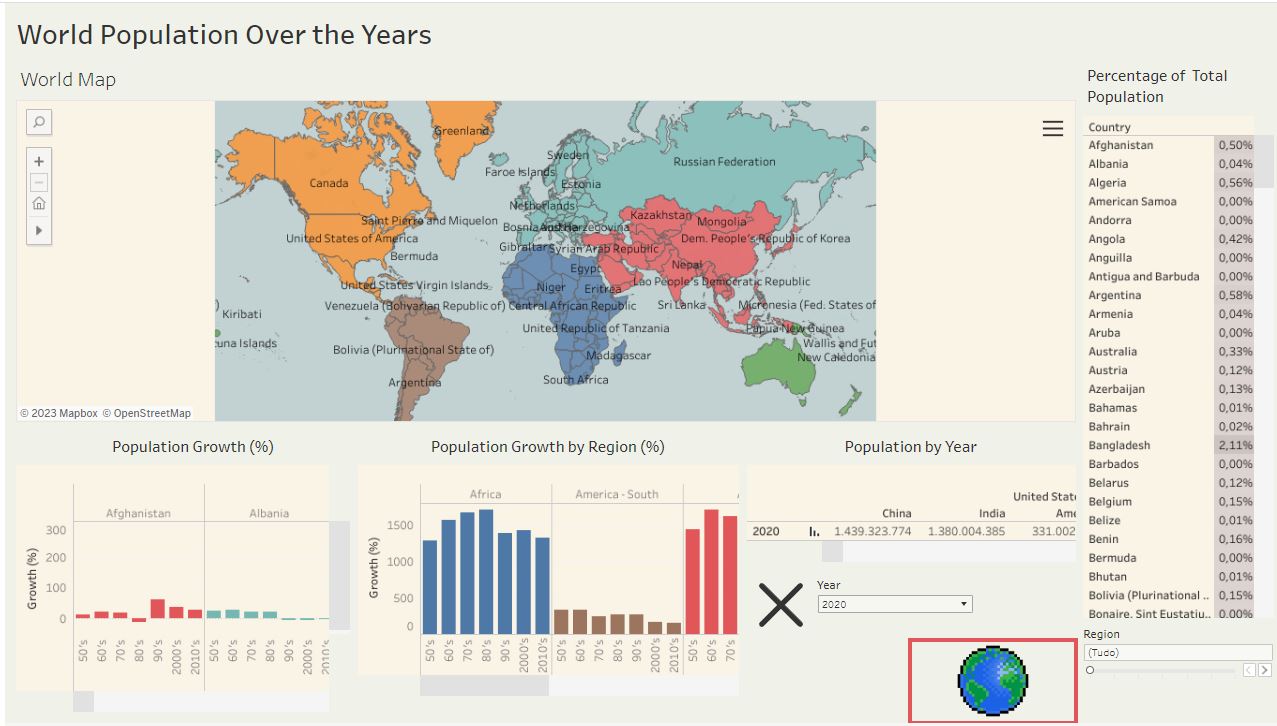 World Population Over the Years
World Map
Greenland
Sweden
Faroe Islands
Russian Federation
Canada
Estonia
Netherlands
Kazakhstan
Saint Pierre and Miquelon
Mongolia
United States of America
Dem. People's Republic of Korea
Gibraltar
Syrian Arab Republic
Bermuda
Egypt
Nepal
United States Virgin Islands
Niger
Eritrea
Lao People's Democratic Republic
Venezuela (Bolivarian Republic of)
Central African Republic
Sri Lanka
Micronesia (Fed. States of
)
Kiribati
United Republic of Tanzania
Papua New Guinea
una Islands
Wallis and Fut
Bolivia (Plurinational State of)
Madagascar
New Caledonia
Argentina
South Africa
© 2023 Mapbox © OpenStreetMap
Percentage of Total
Population
Country
Afghanistan 0,50%
Albania 0,04%
Algeria 0,56%
American Samoa 0,00%
Andorra 0,00%
Angola 0,42%
Anguilla 0,00%
Antigua and Barbuda 0,00%
Argentina 0,58%
Armenia 0,04%
Aruba 0,00%
Australia 0,33%
Austria 0,12%
Azerbaijan 0,13%
Bahamas 0,01%
Bahrain 0,02%
Bangladesh 2,11%
Barbados 0,00%
Belarus 0,12%
Belgium 0,15%
Belize 0,01%
Benin 0,16%
Bermuda 0,00%
Bhutan 0,01%
Bolivia (Plurinational .. 0,15%
Bonaire, Sint Eustatiu.. 0,00%
Region
(Tudo)
Population Growth (%)
Afghanistan Albania
300
200
100
0
Growth (%)
50's 60's 70's 80's 90's 2000's 2010's 50's 60's 70's 80's 90's 2000's 2010's
Population Growth by Region (%)
Africa America - South
1500
1000
500
0
Growth (%)
50's 60's 70's 80's 90's 2000's 2010's 50's 60's 70's 80's 90's 2000's 2010's 50's 60's 70's
Population by Year
United State
China India Ame
2020 1.439.323.774 1.380.004.385 331.002
Year
2020